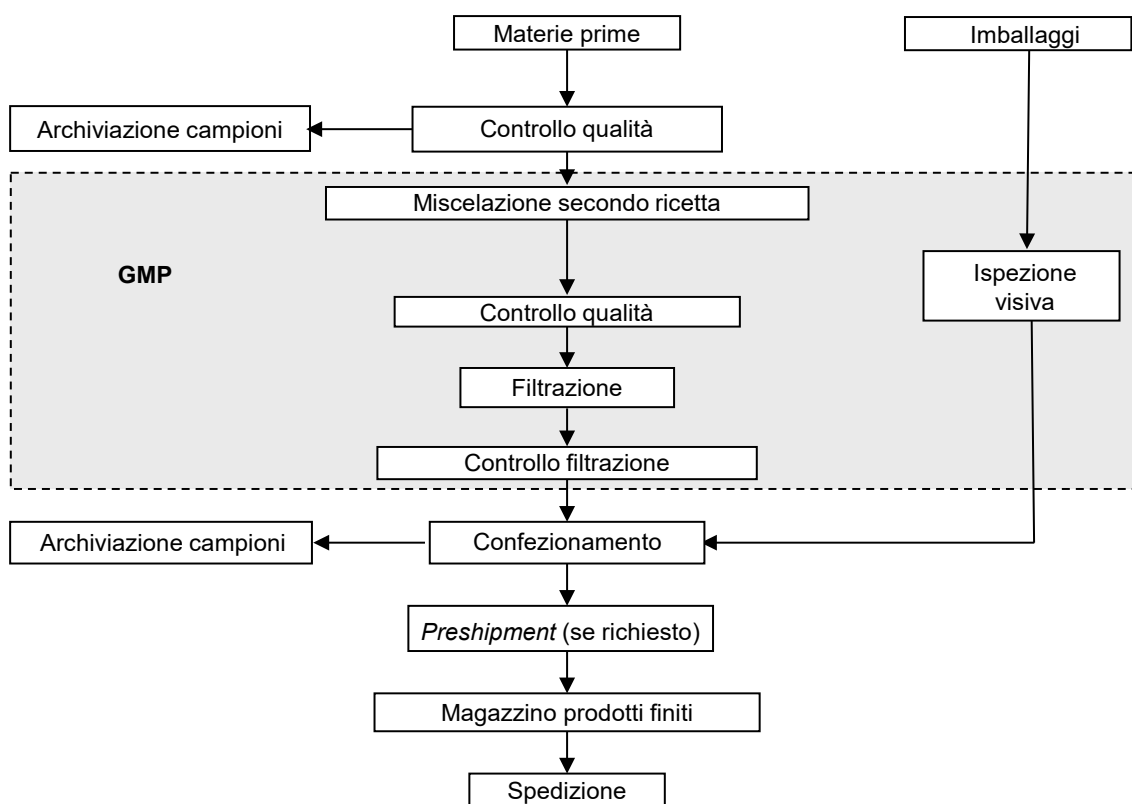 Materie prime
Imballaggi
Archiviazione campioni
Controllo qualità
Miscelazione secondo ricetta
GMP
Ispezione
visiva
Controllo qualità
Filtrazione
Controllo filtrazione
Archiviazione campioni
Confezionamento
Preshipment (se richiesto)
Magazzino prodotti finiti
Spedizione